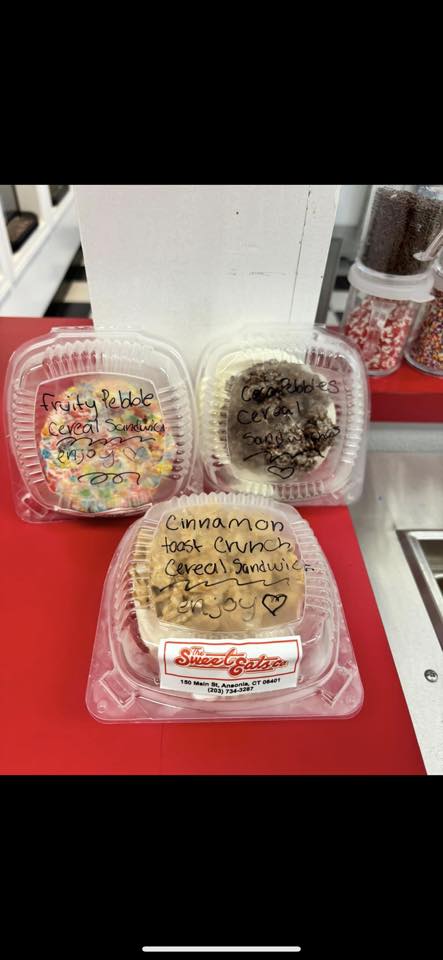 Fruity Pebble
Cereal Sandwich
enjoy
Coco Pebbles
Cereal
Sandwich
Cinnamon
toast Crunch
Cereal Sandwich
enjoy
The
Sweet Eats Co.
150 Main St, Ansonia, CT 06401
(203) 734-3287